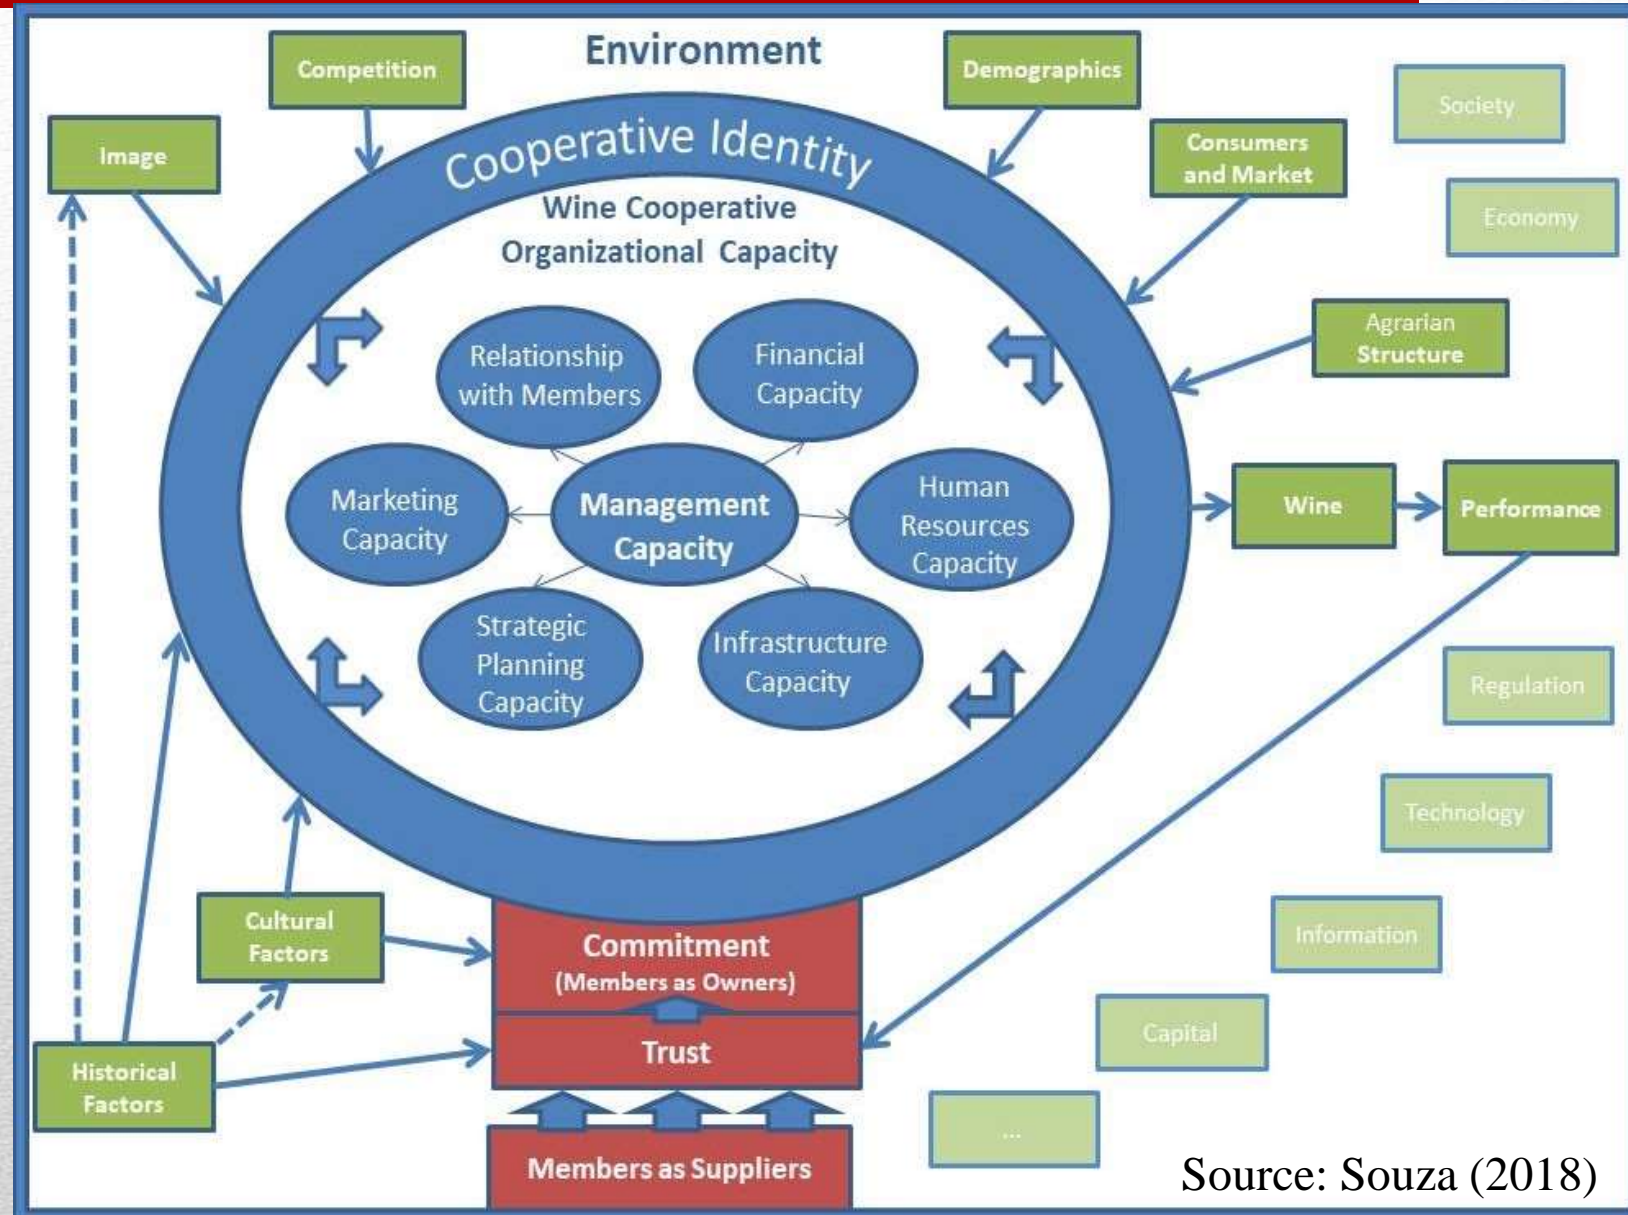 Environment
Competition
Demographics
Society
Image
Consumers
and Market
Economy
Cooperative Identity
Wine Cooperative
Organizational Capacity
Agrarian
Structure
Relationship
with Members
Financial
Capacity
Marketing
Capacity
Management
Capacity
Human
Resources
Capacity
Wine
Performance
Strategic
Planning
Capacity
Infrastructure
Capacity
Regulation
Technology
Cultural
Factors
Commitment
(Members as Owners)
Information
Historical
Factors
Trust
Capital
...
Members as Suppliers
Source: Souza (2018)